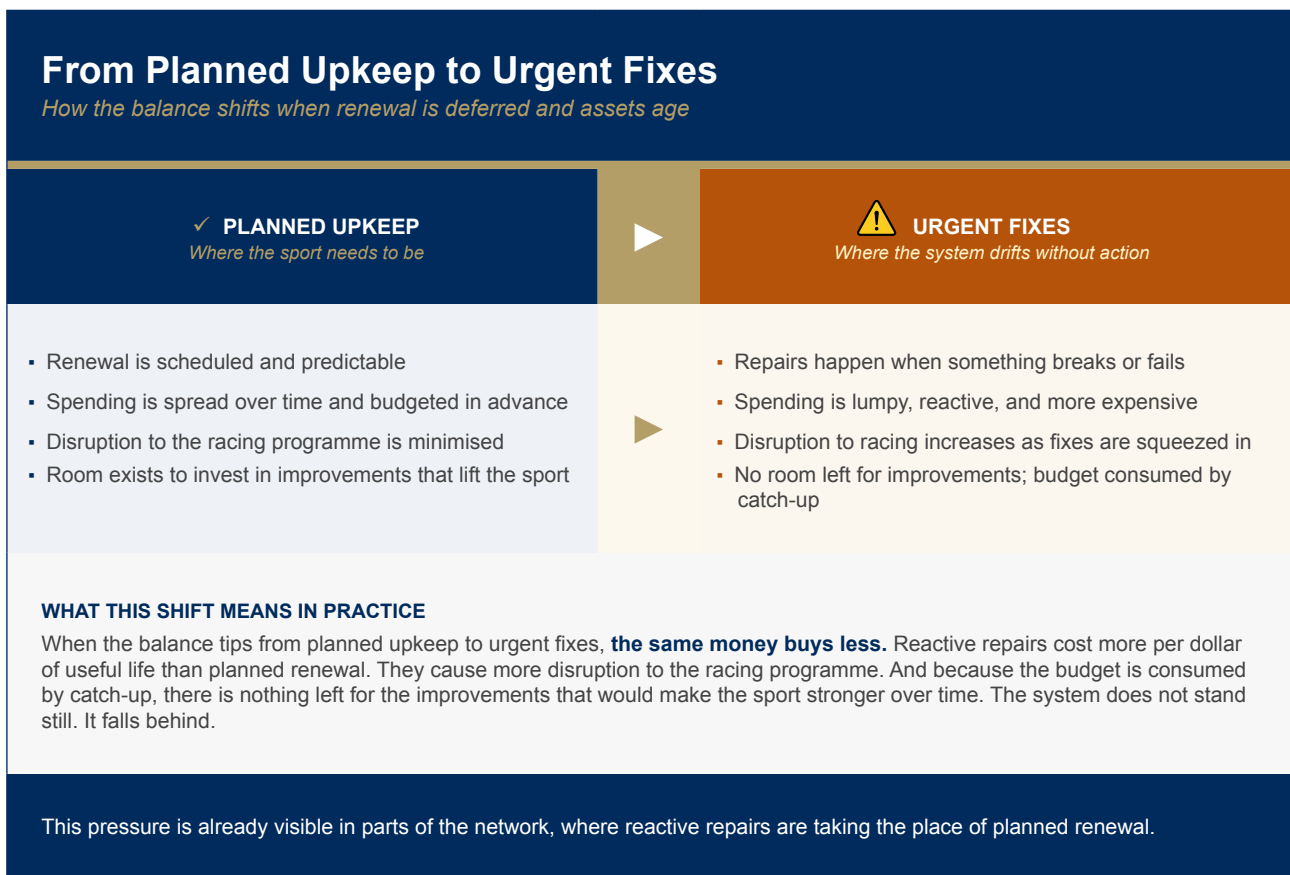 From Planned Upkeep to Urgent Fixes
How the balance shifts when renewal is deferred and assets age
✓ PLANNED UPKEEP
Where the sport needs to be
URGENT FIXES
Where the system drifts without action
▪ Renewal is scheduled and predictable
▪ Spending is spread over time and budgeted in advance
▪ Disruption to the racing programme is minimised
▪ Room exists to invest in improvements that lift the sport
▪ Repairs happen when something breaks or fails
▪ Spending is lumpy, reactive, and more expensive
▪ Disruption to racing increases as fixes are squeezed in
▪ No room left for improvements; budget consumed by
catch-up
WHAT THIS SHIFT MEANS IN PRACTICE
When the balance tips from planned upkeep to urgent fixes, the same money buys less. Reactive repairs cost more per dollar
of useful life than planned renewal. They cause more disruption to the racing programme. And because the budget is consumed
by catch-up, there is nothing left for the improvements that would make the sport stronger over time. The system does not stand
still. It falls behind.
This pressure is already visible in parts of the network, where reactive repairs are taking the place of planned renewal.